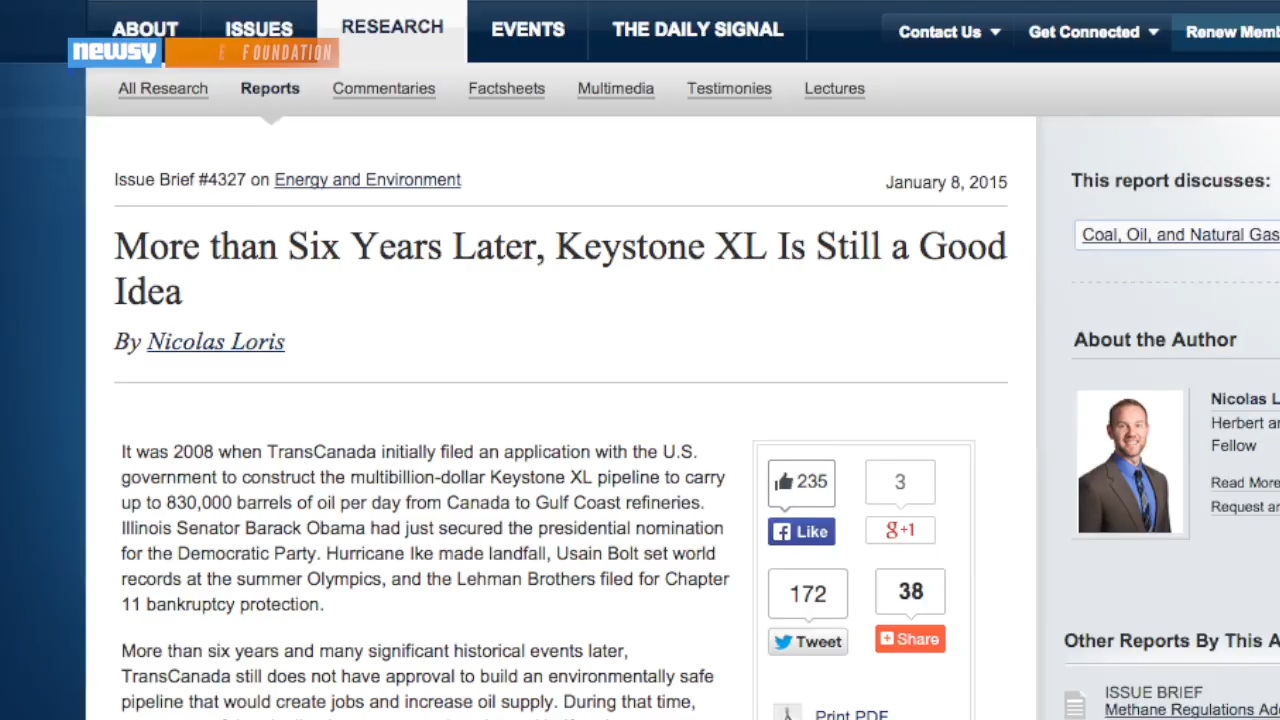 ABOUT ISSUES RESEARCH EVENTS THE DAILY SIGNAL Contact Us Get Connected Renew
newsy E FOUNDATION
All Research Reports Commentaries Factsheets Multimedia Testimonies Lectures
Issue Brief #4327 on Energy and Environment January 8, 2015
More than Six Years Later, Keystone XL Is Still a Good
Idea
By Nicolas Loris
It was 2008 when TransCanada initially filed an application with the U.S.
government to construct the multibillion-dollar Keystone XL pipeline to carry
up to 830,000 barrels of oil per day from Canada to Gulf Coast refineries.
Illinois Senator Barack Obama had just secured the presidential nomination
for the Democratic Party. Hurricane Ike made landfall, Usain Bolt set world
records at the summer Olympics, and the Lehman Brothers filed for Chapter
11 bankruptcy protection.
More than six years and many significant historical events later,
TransCanada still does not have approval to build an environmentally safe
pipeline that would create jobs and increase oil supply. During that time,
235 3
Like g+1
172 38
Tweet Share
Print PDF
This report discusses:
Coal, Oil, and Natural Gas
About the Author
Nicolas L
Herbert
Fellow
Read More
Request
Other Reports By This A
ISSUE BRIEF
Methane Regulations